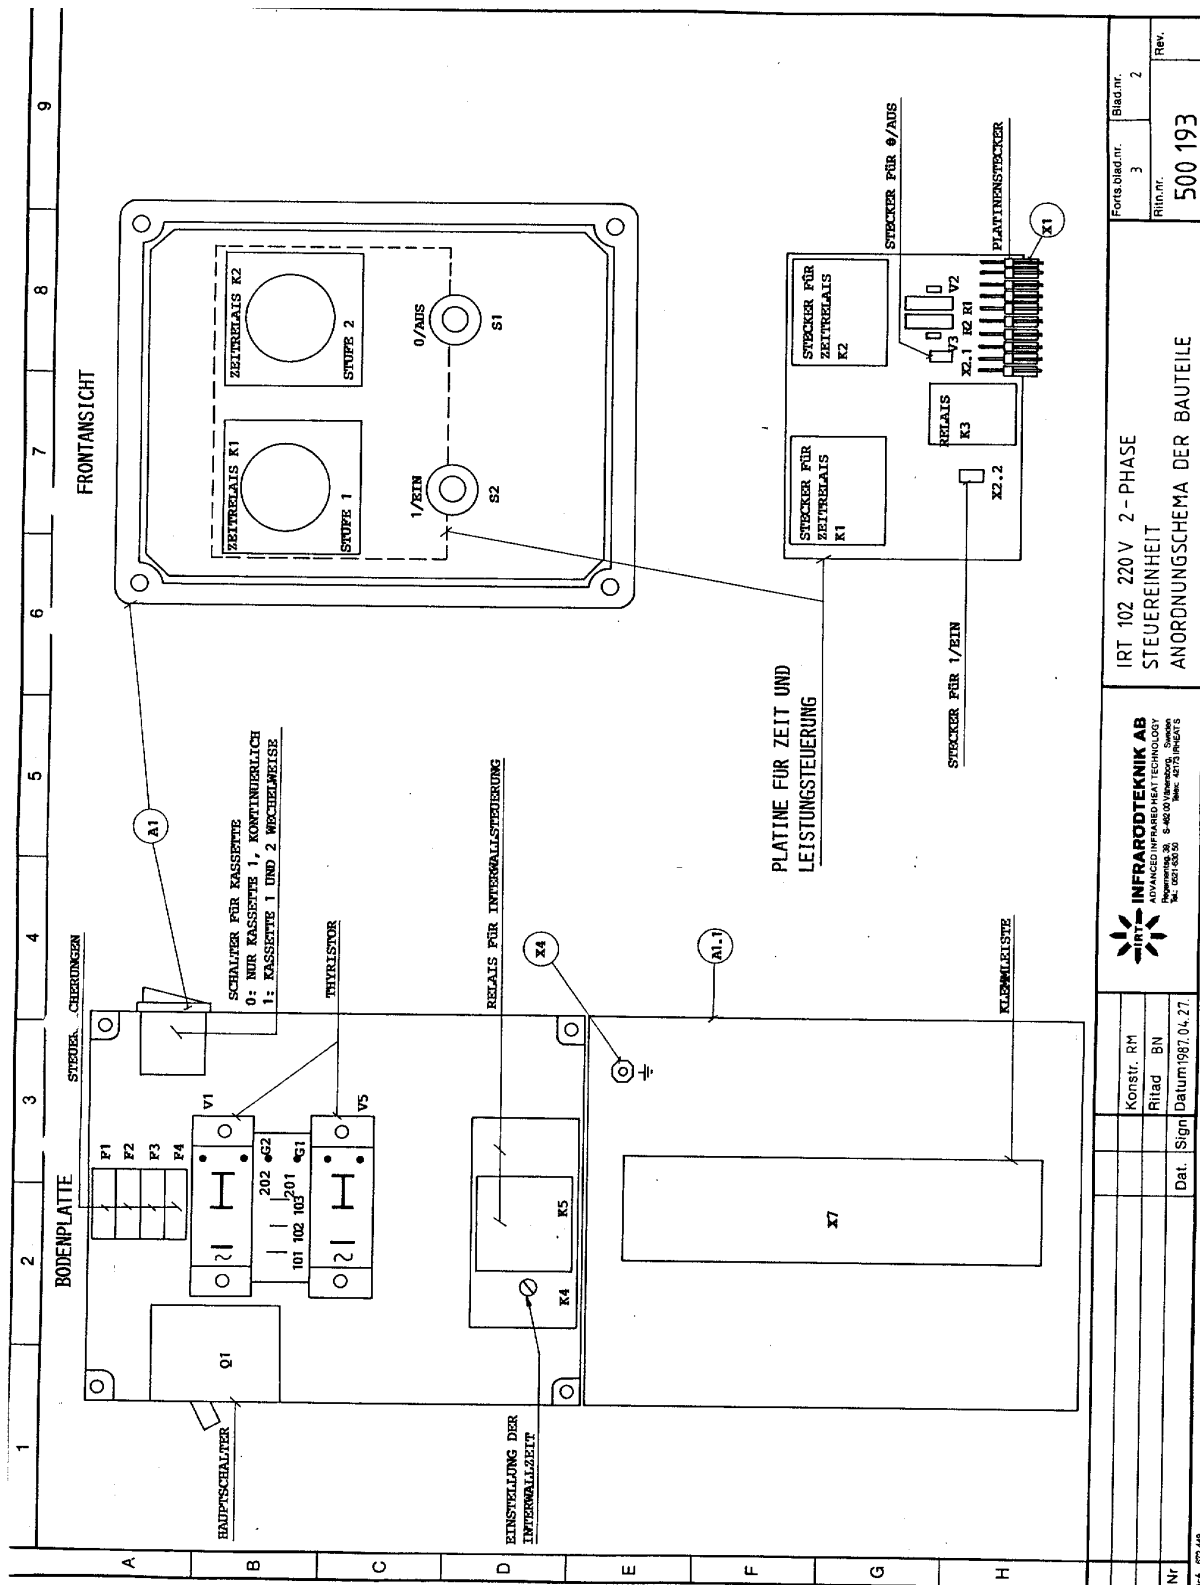 1 2 3 4 5 6 7 8 9
A
B
C
D
E
F
G
H
BODENPLATTE
FRONTANSICHT
HAUPTSCHALTER
Q1
F1
F2
F3
F4
A1
SCHALTER FÜR KASSETTE
0: NUR KASSETTE 1, KONTINUERLICH
1: KASSETTE 1 UND 2 WECHELWEISE
THYRISTOR
V1
202 G2
201 G1
101 102 103
V5
EINSTELLUNG DER
INTERWALLZEIT
K4
K5
RELAIS FÜR INTERWALLSTEUERUNG
X4
A1.1
X7
KLEMMLEISTE
ZEITRELAIS K1
STUFE 1
ZEITRELAIS K2
STUFE 2
1/EIN
S2
0/AUS
S1
PLATINE FÜR ZEIT UND
LEISTUNGSTEUERUNG
STECKER FÜR
ZEITRELAIS
K1
STECKER FÜR
ZEITRELAIS
K2
STECKER FÜR 0/AUS
RELAIS
K3
X2.1
V3
R2 R1
V2
X2.2
STECKER FÜR 1/EIN
PLATINENSTECKER
X1
Nr
Dat.
Sign
Konstr. RM
Ritad BN
Datum 1987.04.27.
IRT
INFRARÖDTEKNIK AB
ADVANCED INFRARED HEAT TECHNOLOGY
IRT 102 220 V 2-PHASE
STEUEREINHEIT
ANORDNUNGSCHEMA DER BAUTEILE
Forts.blad.nr.
3
Blad.nr.
2
Ritn.nr.
500 193
Rev.